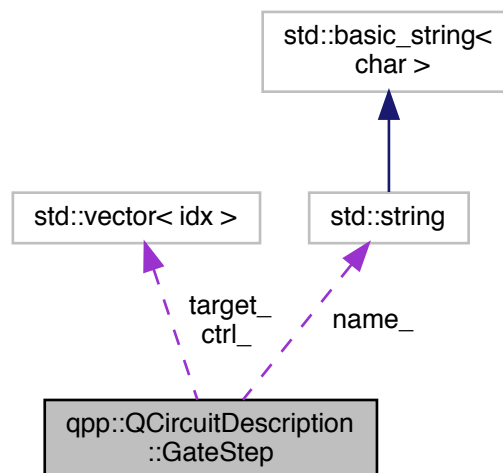 std::basic_string<
char >
std::vector< idx >
std::string
target_
ctrl_
name_
qpp::QCircuitDescription
::GateStep